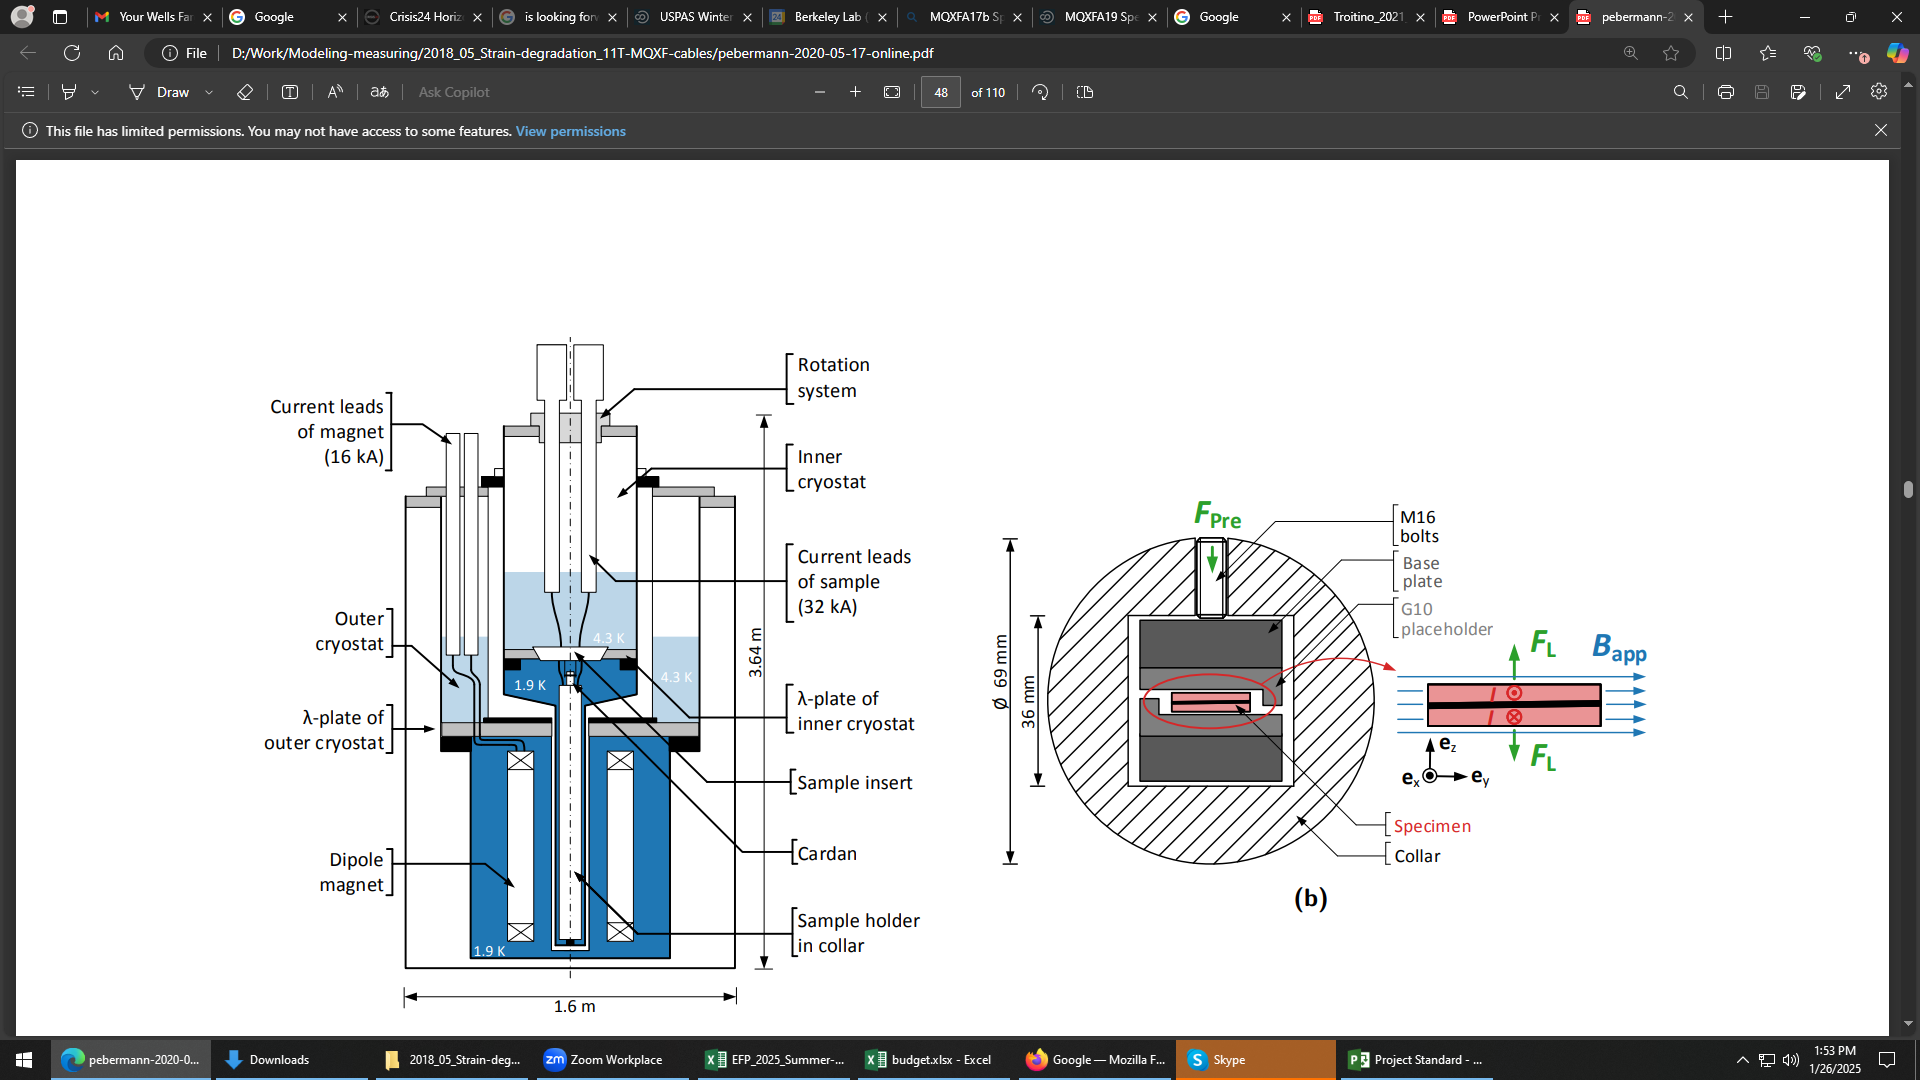 Your Wells Far
Google
Crisis24 Horiz
is looking for
USPAS Winter
Berkeley Lab (
MQXFA17b Sp
MQXFA19 Spe
Google
Troitino_2021_
PowerPoint P
pebermann-2
File
D:/Work/Modeling-measuring/2018_05_Strain-degradation_11T-MQXF-cables/pebermann-2020-05-17-online.pdf
Draw
aあ
Ask Copilot
48
of 110
This file has limited permissions. You may not have access to some features. View permissions
Current leads
of magnet
(16 kA)
Outer
cryostat
λ-plate of
outer cryostat
Dipole
magnet
4.3 K
4.3 K
1.9 K
1.9 K
1.6 m
3.64 m
Rotation
system
Inner
cryostat
Current leads
of sample
(32 kA)
λ-plate of
inner cryostat
Sample insert
Cardan
Sample holder
in collar
Ø 69 mm
36 mm
FPre
M16
bolts
Base
plate
G10
placeholder
FL
Bapp
I
I
FL
ez
ex
ey
Specimen
Collar
(b)
pebermann-2020-0...
Downloads
2018_05_Strain-deg...
Zoom Workplace
EFP_2025_Summer-...
budget.xlsx - Excel
Google — Mozilla F...
Skype
Project Standard - ...
1:53 PM
1/26/2025